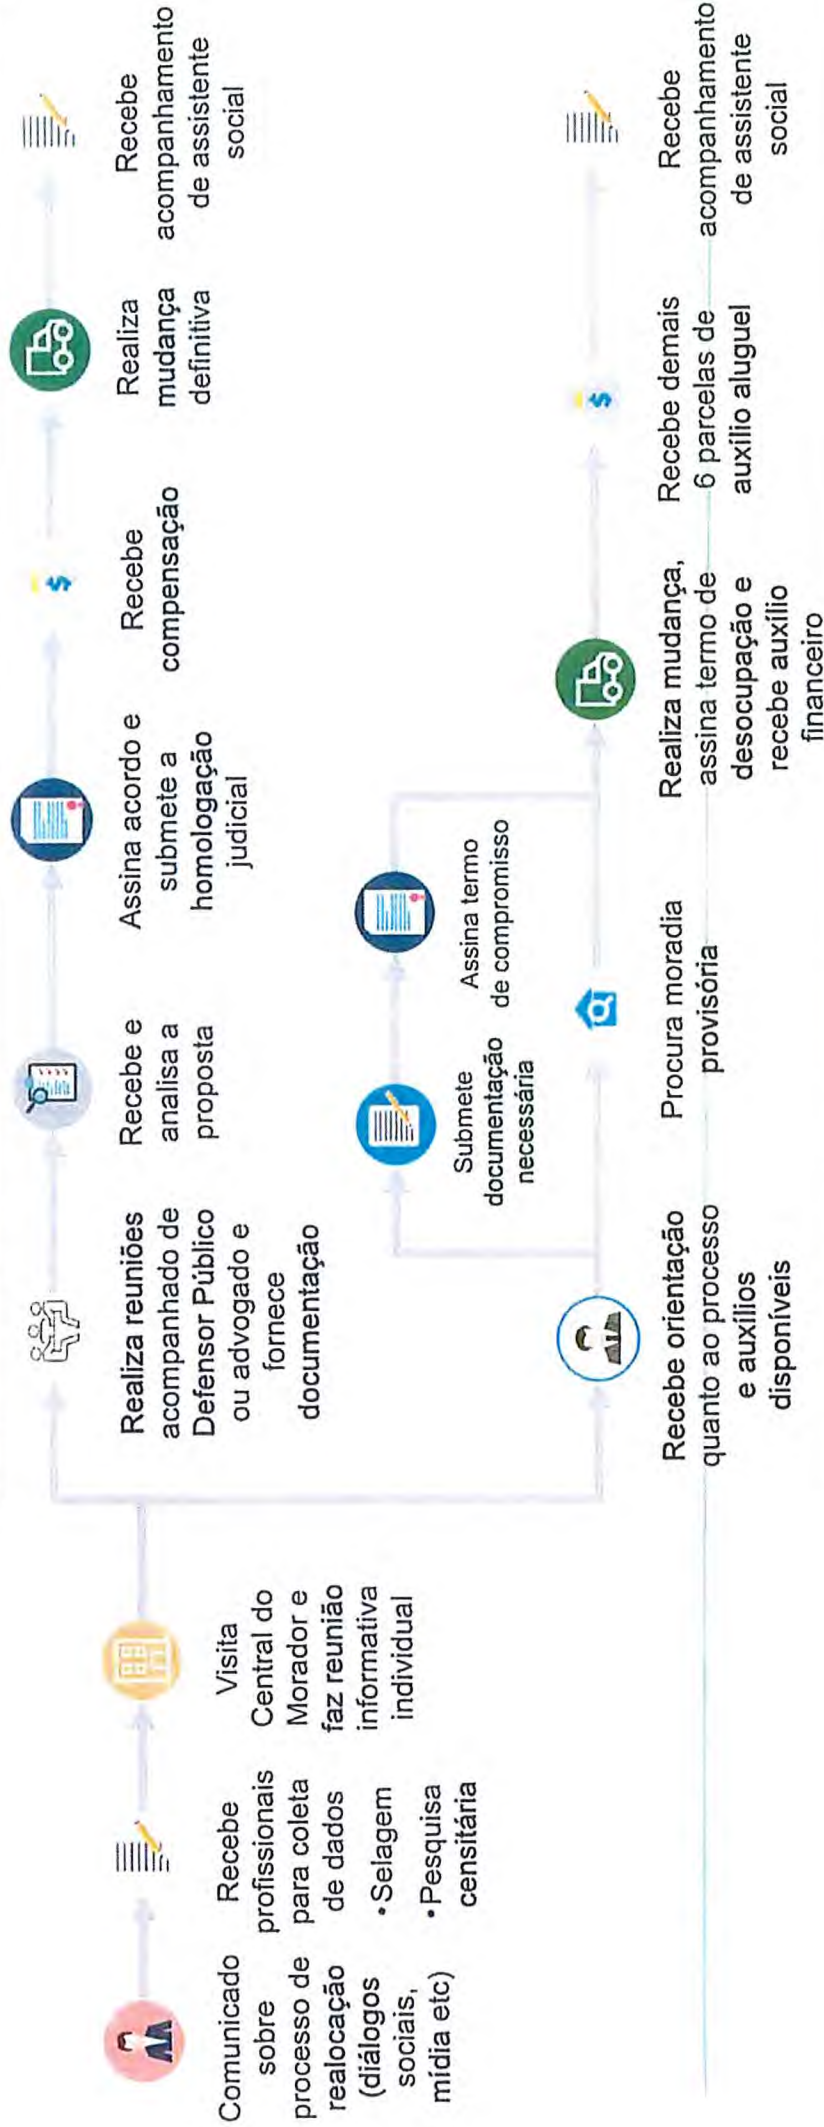 Comunicado
sobre
processo de
realocação
(diálogos
sociais,
mídia etc)
Recebe
profissionais
para coleta
de dados
•Selagem
•Pesquisa
censitária
Visita
Central do
Morador e
faz reunião
informativa
individual
Realiza reuniões
acompanhado de
Defensor Público
ou advogado e
fornece
documentação
Recebe e
analisa a
proposta
Assina acordo e
submete a
homologação
judicial
Recebe
compensação
Realiza
mudança
definitiva
Recebe
acompanhamento
de assistente
social
Recebe orientação
quanto ao processo
e auxílios
disponíveis
Submete
documentação
necessária
Assina termo
de compromisso
Procura moradia
provisória
Realiza mudança,
assina termo de
desocupação e
recebe auxílio
financeiro
Recebe demais
6 parcelas de
auxílio aluguel
Recebe
acompanhamento
de assistente
social